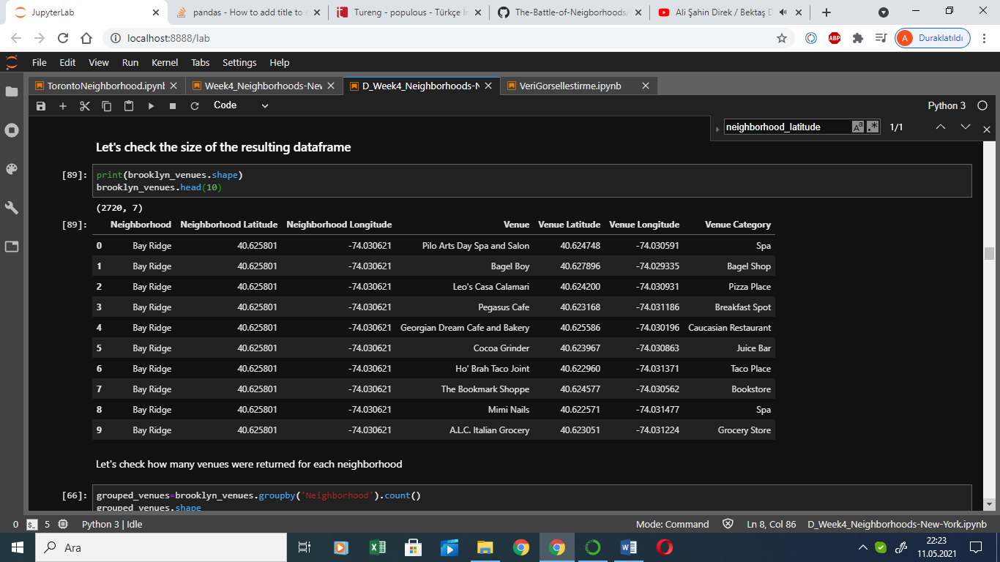 JupyterLab
pandas - How to add title to
Tureng - populous - Türkçe İn
The-Battle-of-Neigborhoods/
Ali Şahin Direk / Bektaş D
localhost:8888/lab
ABP
A Duraklatıldı
File Edit View Run Kernel Tabs Settings Help
TorontoNeighborhood.ipynb
Week4_Neighborhoods-New
D_Week4_Neighborhoods-N
VeriGorsellestirme.ipynb
Code
Python 3
neighborhood_latitude 1/1
Let's check the size of the resulting dataframe
[89]: print(brooklyn_venues.shape)
brooklyn_venues.head(10)
(2720, 7)
[89]: Neighborhood Neighborhood Latitude Neighborhood Longitude Venue Venue Latitude Venue Longitude Venue Category
0 Bay Ridge 40.625801 -74.030621 Pilo Arts Day Spa and Salon 40.624748 -74.030591 Spa
1 Bay Ridge 40.625801 -74.030621 Bagel Boy 40.627896 -74.029335 Bagel Shop
2 Bay Ridge 40.625801 -74.030621 Leo's Casa Calamari 40.624200 -74.030931 Pizza Place
3 Bay Ridge 40.625801 -74.030621 Pegasus Cafe 40.623168 -74.031186 Breakfast Spot
4 Bay Ridge 40.625801 -74.030621 Georgian Dream Cafe and Bakery 40.625586 -74.030196 Caucasian Restaurant
5 Bay Ridge 40.625801 -74.030621 Cocoa Grinder 40.623967 -74.030863 Juice Bar
6 Bay Ridge 40.625801 -74.030621 Ho' Brah Taco Joint 40.622960 -74.031371 Taco Place
7 Bay Ridge 40.625801 -74.030621 The Bookmark Shoppe 40.624577 -74.030562 Bookstore
8 Bay Ridge 40.625801 -74.030621 Mimi Nails 40.622571 -74.031477 Spa
9 Bay Ridge 40.625801 -74.030621 A.L.C. Italian Grocery 40.623051 -74.031224 Grocery Store
Let's check how many venues were returned for each neighborhood
[66]: grouped_venues=brooklyn_venues.groupby('Neighborhood').count()
grouped_venues.shape
0 5 Python 3 | Idle Mode: Command Ln 8, Col 86 D_Week4_Neighborhoods-New-York.ipynb
Ara
22:23
11.05.2021